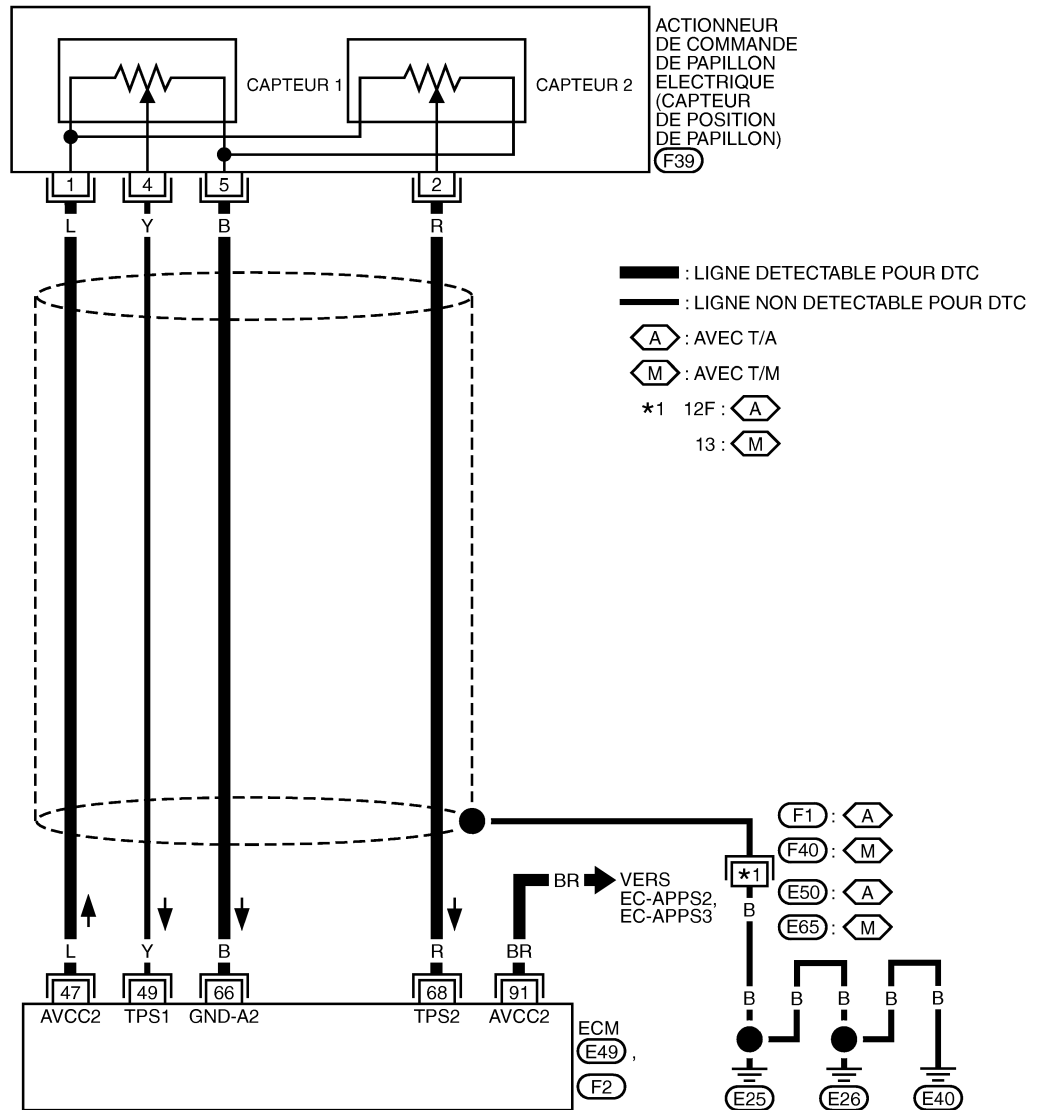 ACTIONNEUR
DE COMMANDE
DE PAPILLON
ELECTRIQUE
(CAPTEUR
DE POSITION
DE PAPILLON)
F39
CAPTEUR 1
CAPTEUR 2
1 4 5 2
L Y B R
: LIGNE DETECTABLE POUR DTC
: LIGNE NON DETECTABLE POUR DTC
A : AVEC T/A
M : AVEC T/M
*1 12F : A
13 : M
F1 : A
F40 : M
E50 : A
E65 : M
*1
B
BR
VERS
EC-APPS2,
EC-APPS3
L Y B R BR
47 49 66 68 91
AVCC2 TPS1 GND-A2 TPS2 AVCC2
ECM
E49 ,
F2
B B B B B
E25 E26 E40